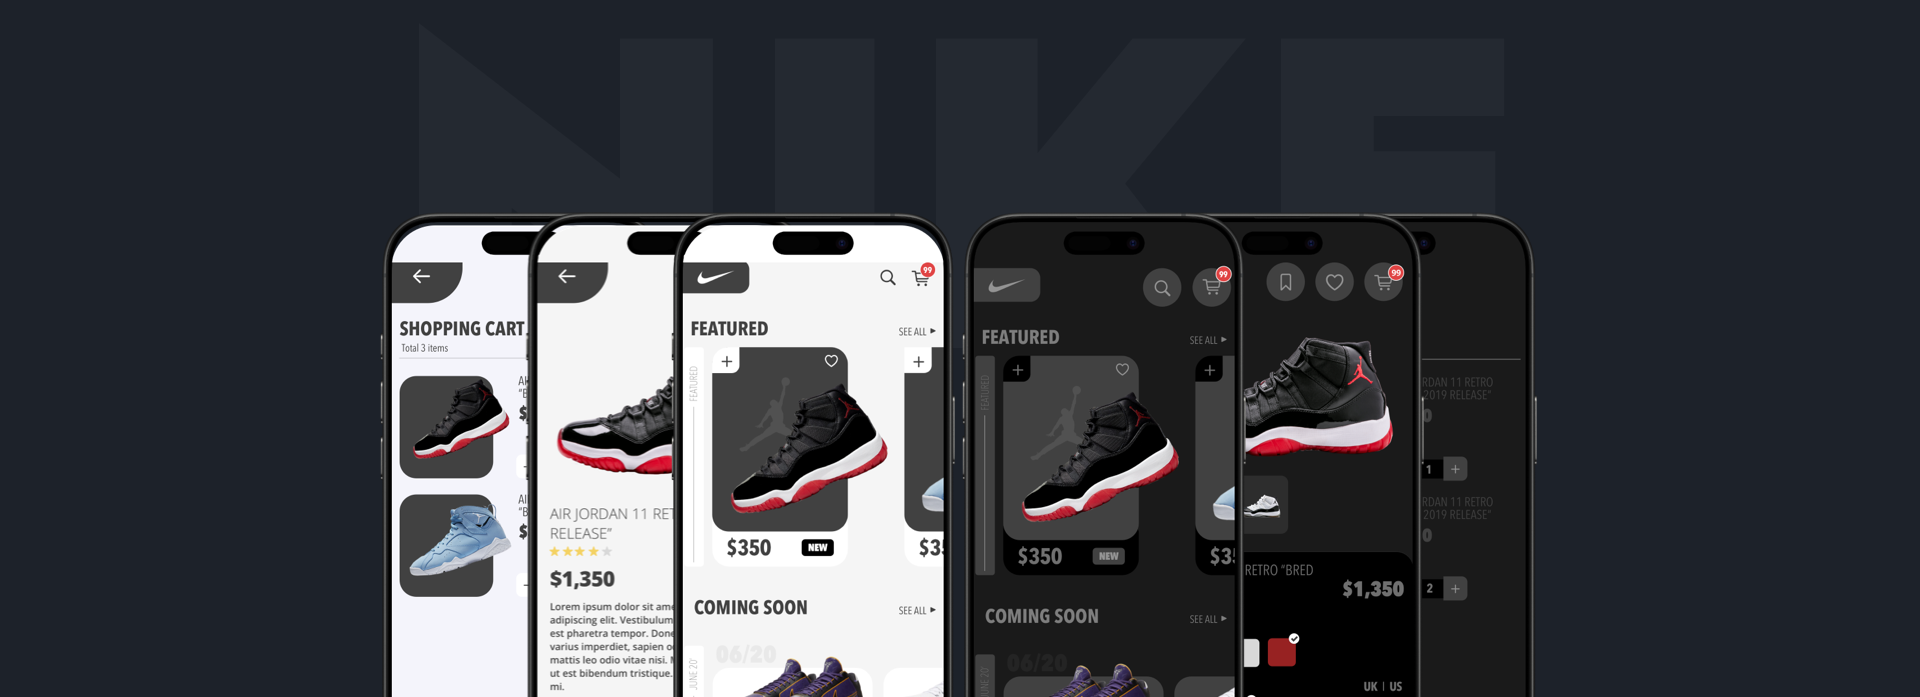 NIKE
SHOPPING CART
Total 3 items
$
$
AIR JORDAN 11 RET
RELEASE”
$1,350
Lorem ipsum dolor sit ame
adipiscing elit. Vestibulum
est pharetra tempor. Done
varius imperdiet, sapien o
mattis leo odio vitae nisi.
ut est bibendum tristique.
mi.
99
FEATURED
SEE ALL
FEATURED
$350
NEW
$3
COMING SOON
SEE ALL
06/20
JUNE 20'
99
FEATURED
SEE ALL
FEATURED
$350
NEW
$3
COMING SOON
SEE ALL
06/20
JUNE 20'
99
RETRO “BRED
$1,350
UK | US
RDAN 11 RETRO
2019 RELEASE”
0
1
RDAN 11 RETRO
2019 RELEASE”
0
2